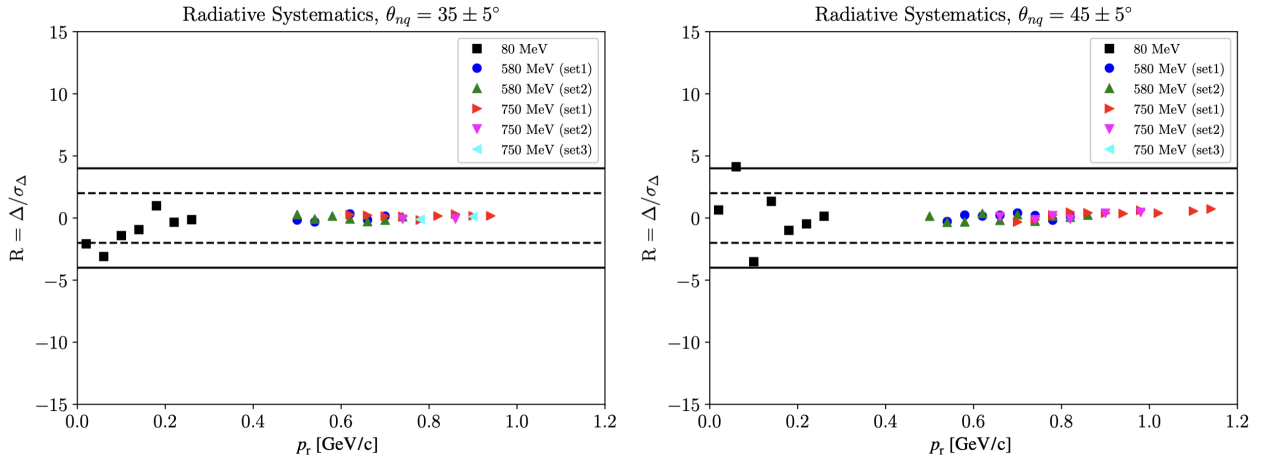 Radiative Systematics, θnq = 35 ± 5°
15
10
5
0
−5
−10
−15
R = Δ/σΔ
80 MeV
580 MeV (set1)
580 MeV (set2)
750 MeV (set1)
750 MeV (set2)
750 MeV (set3)
0.0 0.2 0.4 0.6 0.8 1.0 1.2
pr [GeV/c]
Radiative Systematics, θnq = 45 ± 5°
15
10
5
0
−5
−10
−15
R = Δ/σΔ
80 MeV
580 MeV (set1)
580 MeV (set2)
750 MeV (set1)
750 MeV (set2)
750 MeV (set3)
0.0 0.2 0.4 0.6 0.8 1.0 1.2
pr [GeV/c]